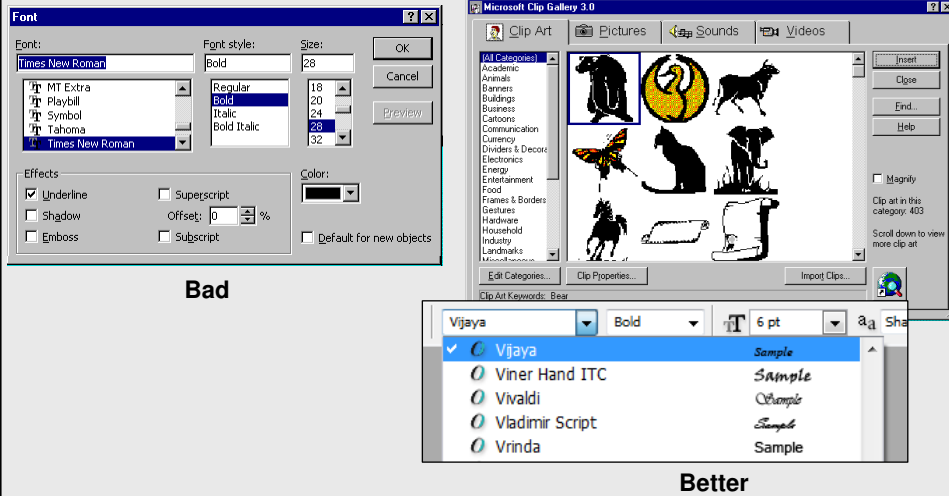 Font
Font:
Font style:
Size:
Times New Roman
Bold
28
MT Extra
Playbill
Symbol
Tahoma
Times New Roman
Regular
Bold
Italic
Bold Italic
18
20
24
28
32
OK
Cancel
Preview
Effects
Underline
Shadow
Emboss
Superscript
Offset: 0 %
Subscript
Color:
Default for new objects
Bad
Microsoft Clip Gallery 3.0
Clip Art
Pictures
Sounds
Videos
(All Categories)
Academic
Animals
Banners
Buildings
Business
Cartoons
Communication
Currency
Dividers & Decora
Electronics
Energy
Entertainment
Food
Frames & Borders
Gestures
Hardware
Household
Industry
Landmarks
Insert
Close
Find...
Help
Magnify
Clip art in this
category: 403
Scroll down to view
more clip art
Edit Categories...
Clip Properties...
Import Clips...
Clip Art Keywords: Bear
Vijaya
Bold
6 pt
aa
Sha
Vijaya Sample
Viner Hand ITC Sample
Vivaldi Sample
Vladimir Script Sample
Vrinda Sample
Better